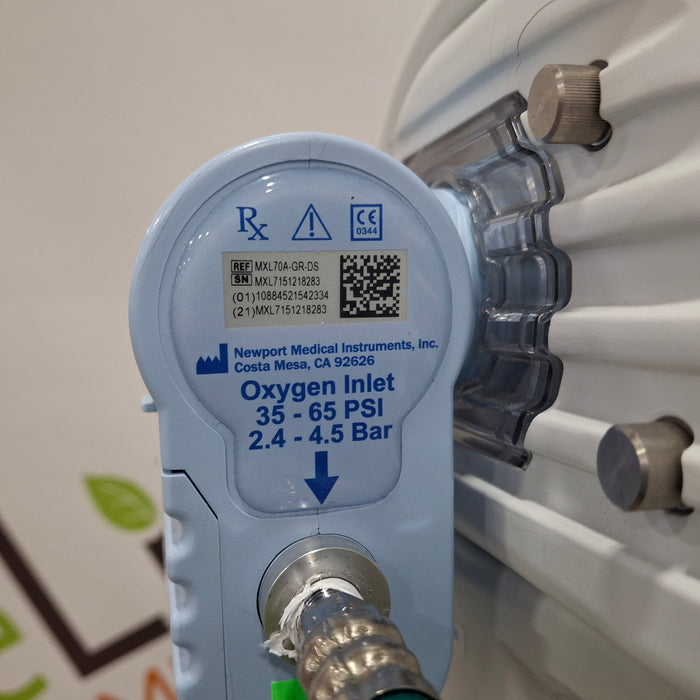 Rx
CE
0344
REF MXL70A-GR-DS
SN MXL7151218283
(01)10884521542334
(21)MXL7151218283
Newport Medical Instruments, Inc.
Costa Mesa, CA 92626
Oxygen Inlet
35 - 65 PSI
2.4 - 4.5 Bar